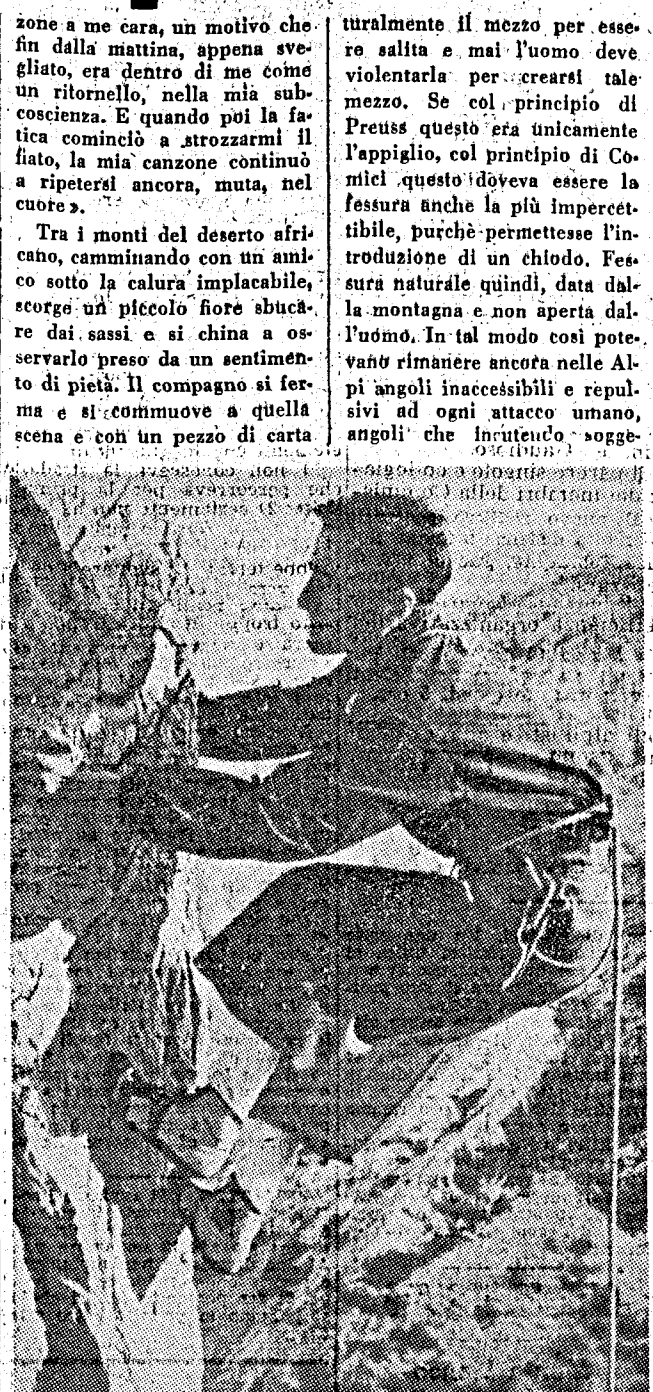 zone a me cara, un motivo che
fin dalla mattina, appena sve-
gliato, era dentro di me come
un ritornello, nella mia sub-
coscienza. E quando poi la fa-
tica cominciò a strozzarmi il
fiato, la mia canzone continuò
a ripetersi ancora, muta, nel
cuore ».
Tra i monti del deserto afri-
cano, camminando con un ami-
co sotto la calura implacabile,
scorge un piccolo fiore sbuca-
re dai sassi e si china a os-
servarlo preso da un sentimen-
to di pietà. Il compagno si fer-
ma e si commuove a quella
scena e con un pezzo di carta
turalmente il mezzo per esse-
re salita e mai l'uomo deve
violentarla per crearsi tale
mezzo. Se col principio di
Preuss questo era unicamente
l'appiglio, col principio di Co-
mici questo doveva essere la
fessura anche la più impercet-
tibile, purchè permettesse l'in-
troduzione di un chiodo. Fes-
sura naturale quindi, data dal-
la montagna e non aperta dal-
l'uomo. In tal modo così pote-
vano rimanere ancora nelle Al-
pi angoli inaccessibili e repul-
sivi ad ogni attacco umano,
angoli che incutendo sogge-